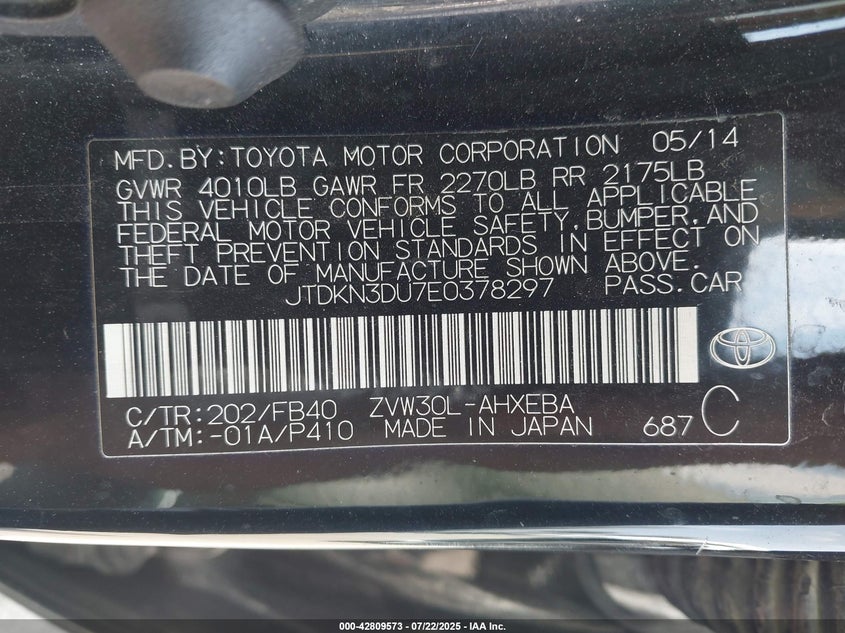 MFD.BY:TOYOTA MOTOR CORPORATION 05/14
GVWR 4010LB GAWR FR 2270LB RR 2175LB
THIS VEHICLE CONFORMS TO ALL APPLICABLE
FEDERAL MOTOR VEHICLE SAFETY,BUMPER,AND
THEFT PREVENTION STANDARDS IN EFFECT ON
THE DATE OF MANUFACTURE SHOWN ABOVE.
JTDKN3DU7E0378297 PASS.CAR
C/TR:202/FB40 ZVW30L-AHXEBA
A/TM:-01A/P410 MADE IN JAPAN 687 C
000-42809573 - 07/22/2025 - IAA Inc.